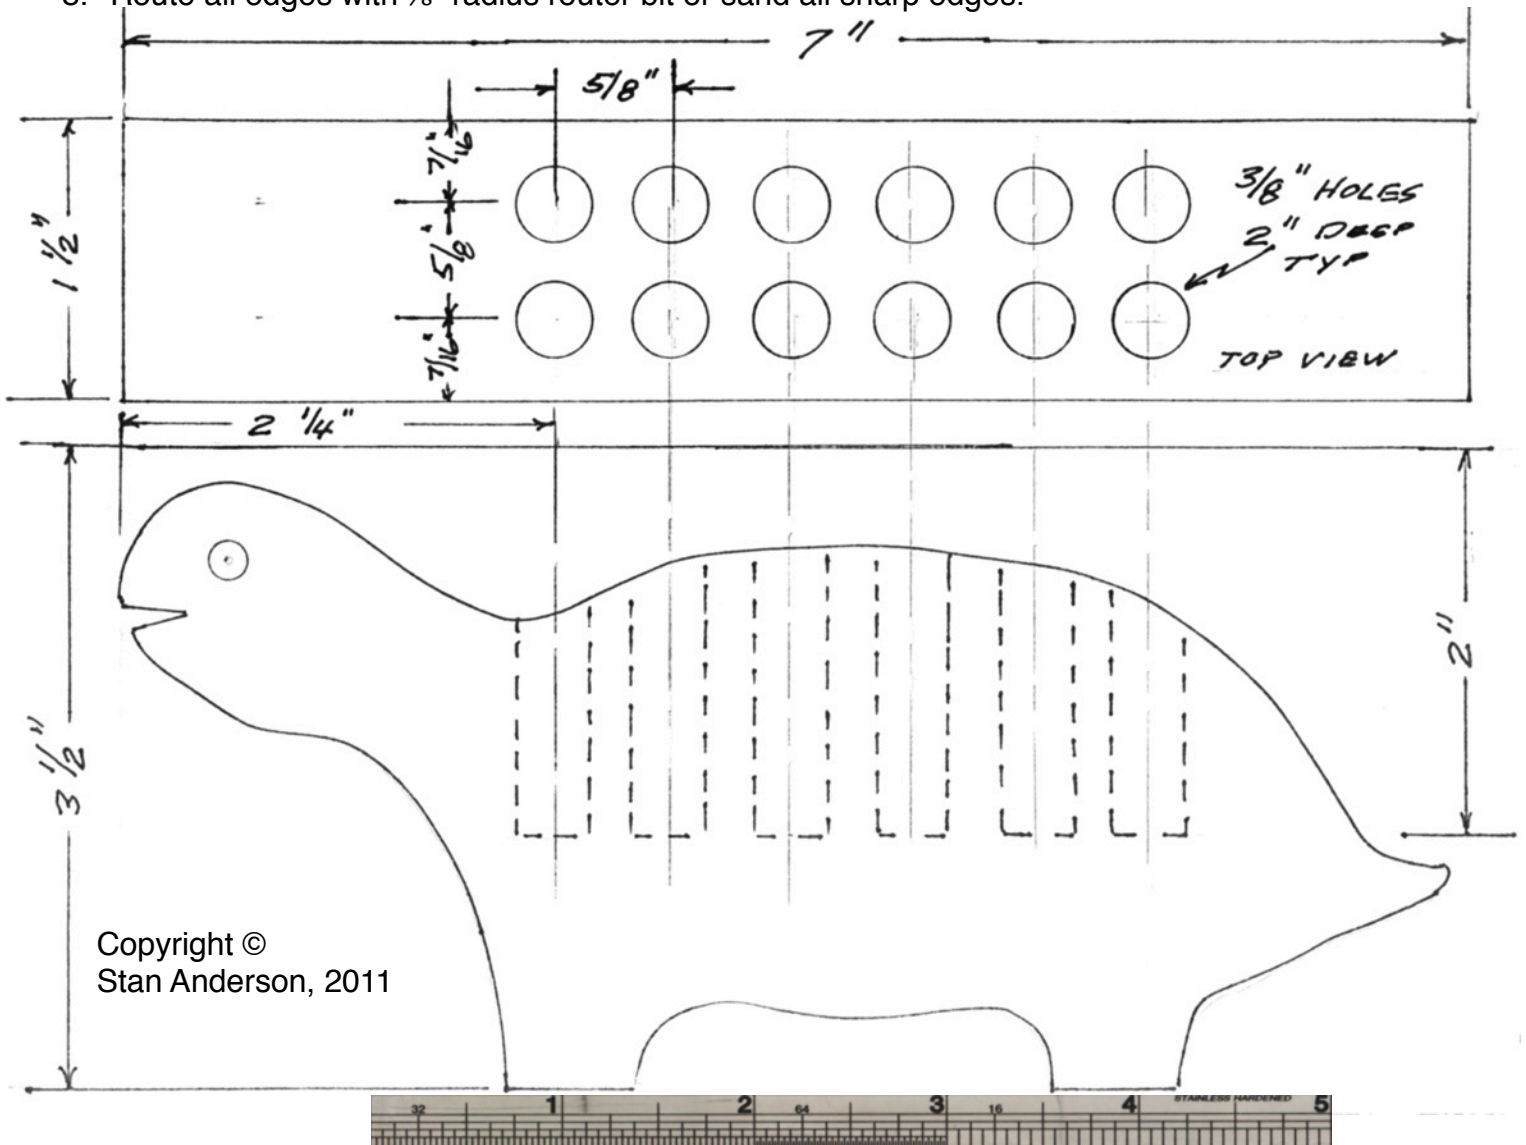 3. Route all edges with ⅛" radius router bit or sand all sharp edges.
7"
5/8"
7/16"
3/8" HOLES
2" DEEP
TYP
1 1/2"
5/8"
7/16"
TOP VIEW
2 1/4"
2"
3 1/2"
Copyright ©
Stan Anderson, 2011
32 1 2 64 3 16 4 STAINLESS HARDENED 5